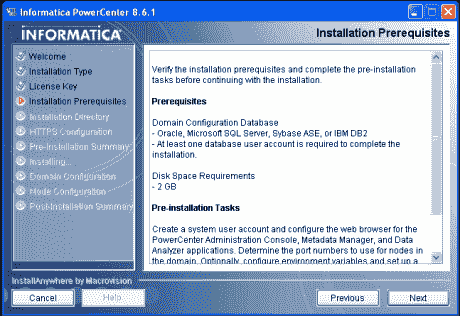 Informatica PowerCenter 8.6.1
INFORMATICA
Installation Prerequisites
Welcome
Installation Type
License Key
Installation Prerequisites
Installation Directory
HTTPS Configuration
Pre-Installation Summary
Installing...
Domain Configuration
Node Configuration
Post-Installation Summary
Verify the installation prerequisites and complete the pre-installation
tasks before continuing with the installation.
Prerequisites
Domain Configuration Database
- Oracle, Microsoft SQL Server, Sybase ASE, or IBM DB2
- At least one database user account is required to complete the
installation.
Disk Space Requirements
- 2 GB
Pre-installation Tasks
Create a system user account and configure the web browser for the
PowerCenter Administration Console, Metadata Manager, and Data
Analyzer applications. Determine the port numbers to use for nodes in
the domain. Optionally, configure environment variables and set up a
InstallAnywhere by Macrovision
Cancel
Help
Previous
Next